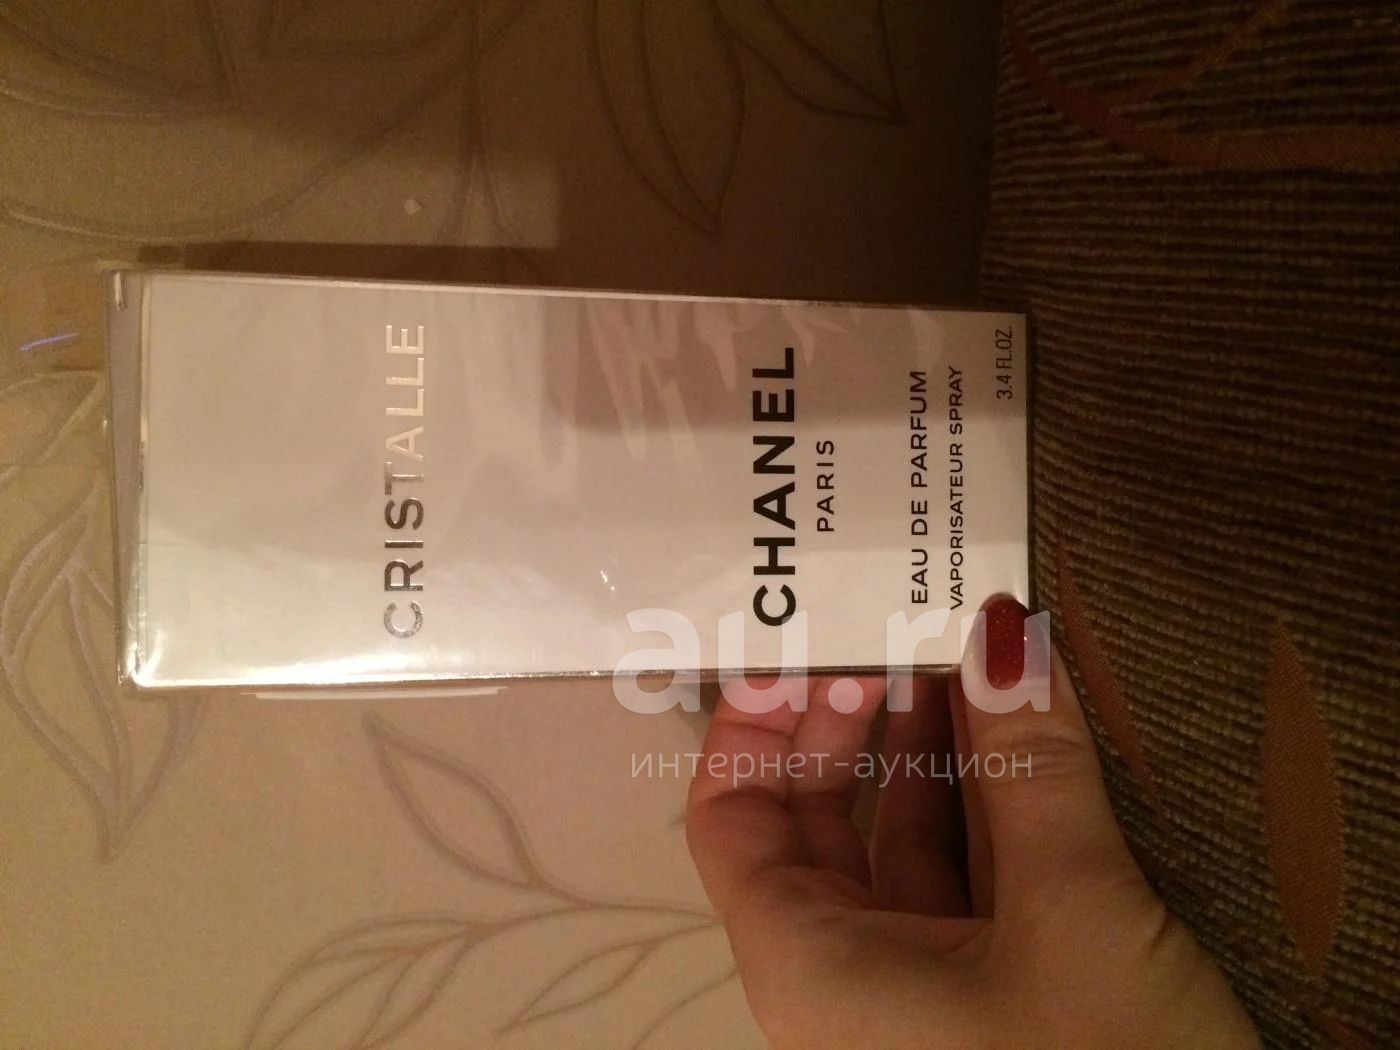 CRISTALLE
CHANEL
PARIS
EAU DE PARFUM
VAPORISATEUR SPRAY
3.4 FL.OZ.
au.ru
интернет-аукцион